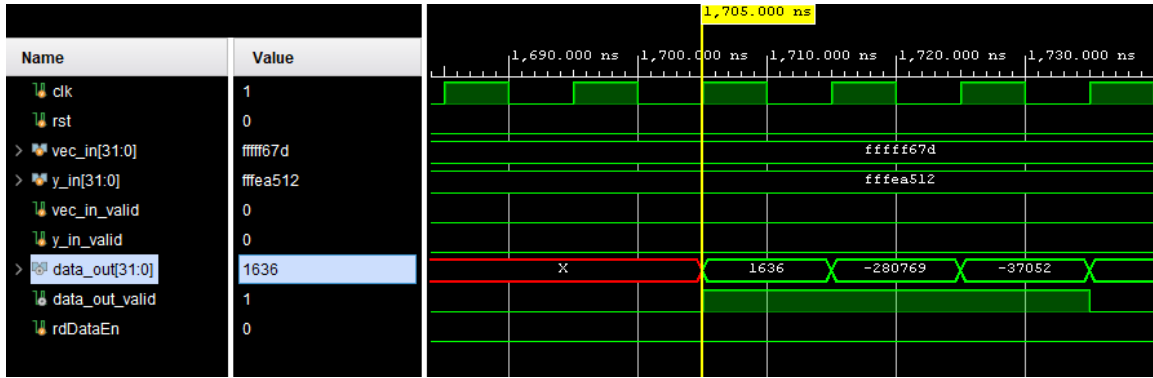 1,705.000 ns
Name Value
1,690.000 ns 1,700.000 ns 1,710.000 ns 1,720.000 ns 1,730.000 ns
clk 1
rst 0
vec_in[31:0] fffff67d fffff67d
y_in[31:0] fffea512 fffea512
vec_in_valid 0
y_in_valid 0
data_out[31:0] 1636 X 1636 -280769 -37052
data_out_valid 1
rdDataEn 0